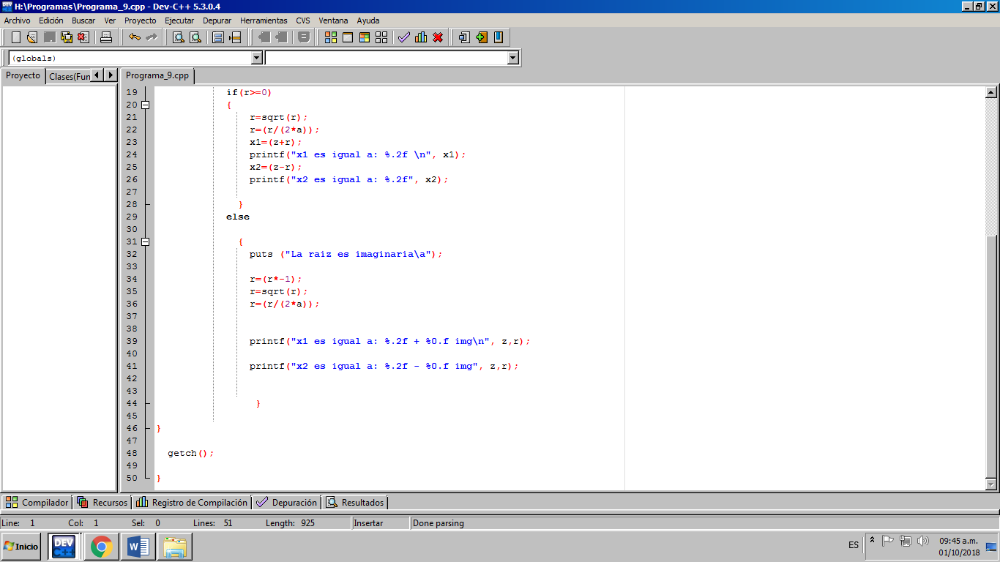 H:\Programas\Programa_9.cpp - Dev-C++ 5.3.0.4
Archivo Edición Buscar Ver Proyecto Ejecutar Depurar Herramientas CVS Ventana Ayuda
(globals)
Proyecto Clases(Fun Programa_9.cpp
19 if(r>=0)
20 {
21 r=sqrt(r);
22 r=(r/(2*a));
23 x1=(z+r);
24 printf("x1 es igual a: %.2f \n", x1);
25 x2=(z-r);
26 printf("x2 es igual a: %.2f", x2);
27
28 }
29 else
30
31 {
32 puts ("La raiz es imaginaria\a");
33
34 r=(r*-1);
35 r=sqrt(r);
36 r=(r/(2*a));
37
38
39 printf("x1 es igual a: %.2f + %0.f img\n", z,r);
40
41 printf("x2 es igual a: %.2f - %0.f img", z,r);
42
43
44 }
45
46 }
47
48 getch();
49
50 }
Compilador Recursos Registro de Compilación Depuración Resultados
Line: 1 Col: 1 Sel: 0 Lines: 51 Length: 925 Insertar Done parsing
Inicio DEV C++ W ES 09:45 a.m.
01/10/2018